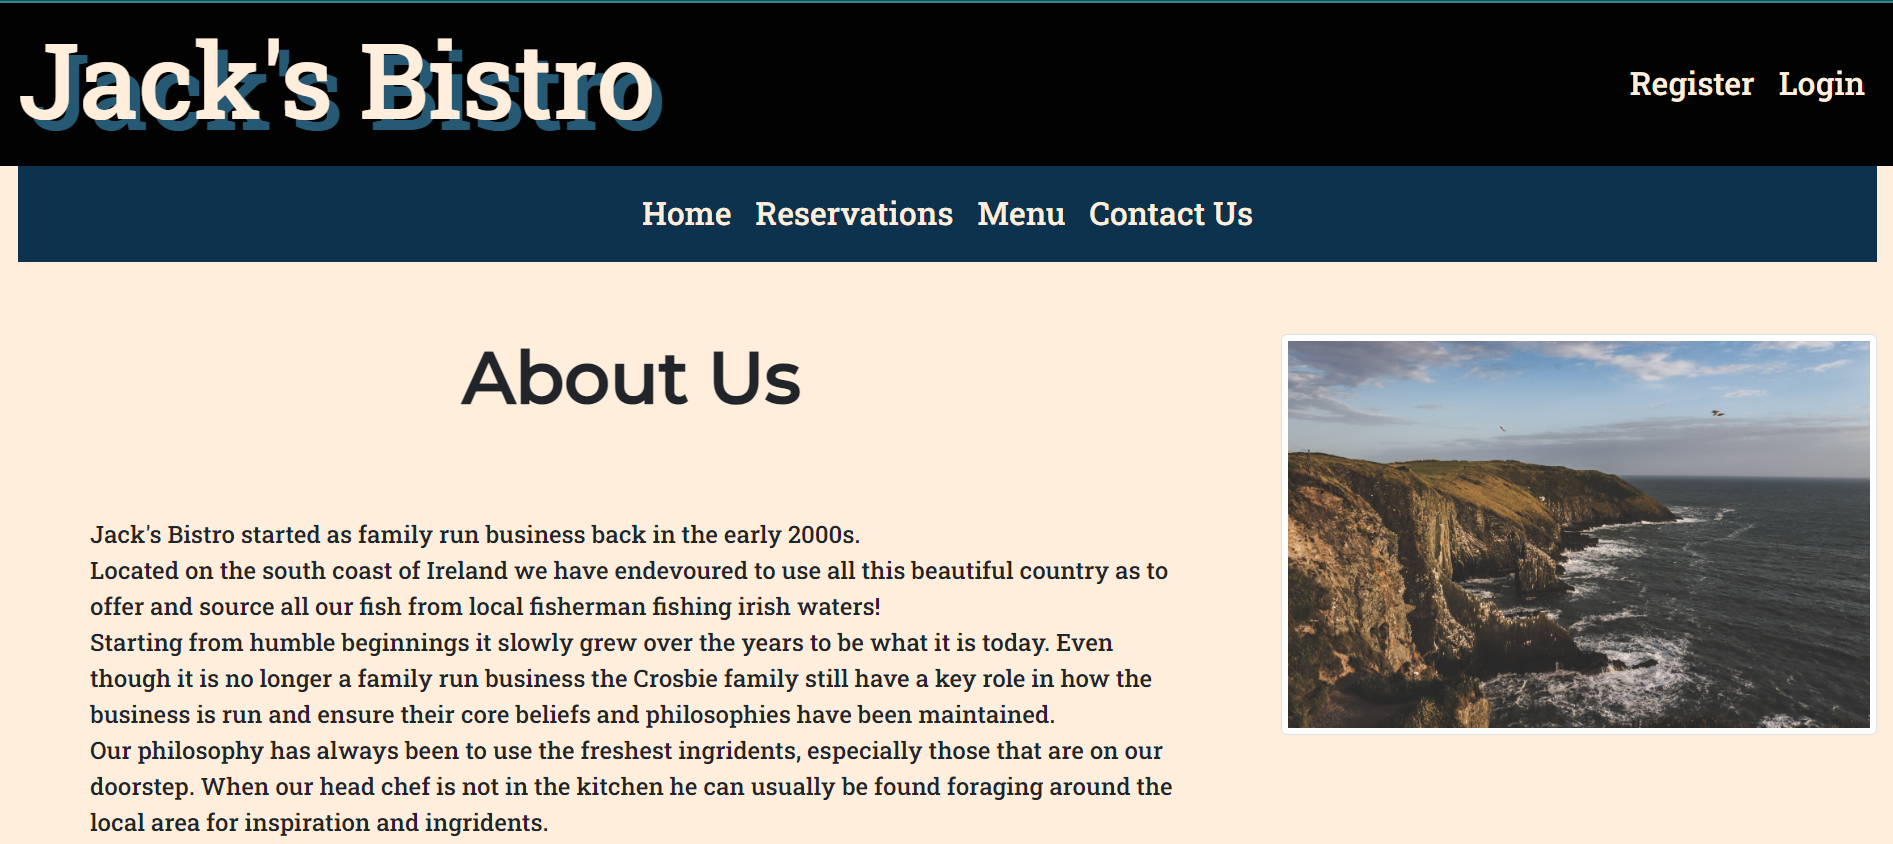 Jack's Bistro
Register Login
Home Reservations Menu Contact Us
About Us
Jack's Bistro started as family run business back in the early 2000s.
Located on the south coast of Ireland we have endevoured to use all this beautiful country as to
offer and source all our fish from local fisherman fishing irish waters!
Starting from humble beginnings it slowly grew over the years to be what it is today. Even
though it is no longer a family run business the Crosbie family still have a key role in how the
business is run and ensure their core beliefs and philosophies have been maintained.
Our philosophy has always been to use the freshest ingridents, especially those that are on our
doorstep. When our head chef is not in the kitchen he can usually be found foraging around the
local area for inspiration and ingridents.